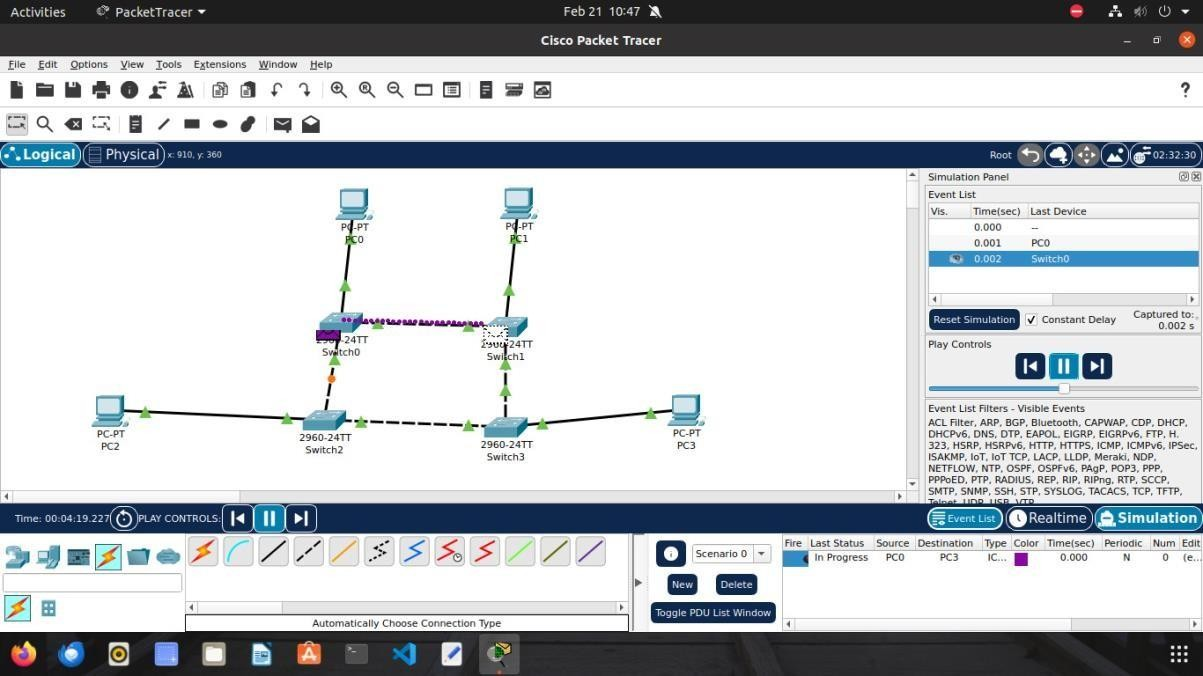 Activities PacketTracer Feb 21 10:47
Cisco Packet Tracer
File Edit Options View Tools Extensions Window Help
?
Logical Physical x: 910, y: 360 Root 02:32:30
Simulation Panel
Event List
Vis. Time(sec) Last Device
0.000 --
0.001 PC0
0.002 Switch0
Reset Simulation Constant Delay Captured to:
0.002 s
Play Controls
PC-PT
PC0
PC-PT
PC1
2960-24TT
Switch0
2960-24TT
Switch1
PC-PT
PC2
2960-24TT
Switch2
2960-24TT
Switch3
PC-PT
PC3
Event List Filters - Visible Events
ACL Filter, ARP, BGP, Bluetooth, CAPWAP, CDP, DHCP,
DHCPv6, DNS, DTP, EAPOL, EIGRP, EIGRPv6, FTP, H.
323, HSRP, HSRPv6, HTTP, HTTPS, ICMP, ICMPv6, IPSec,
ISAKMP, IoT, IoT TCP, LACP, LLDP, Meraki, NDP,
NETFLOW, NTP, OSPF, OSPFv6, PAgP, POP3, PPP,
PPPoED, PTP, RADIUS, REP, RIP, RIPng, RTP, SCCP,
SMTP, SNMP, SSH, STP, SYSLOG, TACACS, TCP, TFTP,
Telnet, UDP, USB, VTP
Time: 00:04:19.227 PLAY CONTROLS: Event List Realtime Simulation
Scenario 0
New Delete
Toggle PDU List Window
Fire Last Status Source Destination Type Color Time(sec) Periodic Num Edit
In Progress PC0 PC3 IC... 0.000 N 0 (e...
Automatically Choose Connection Type